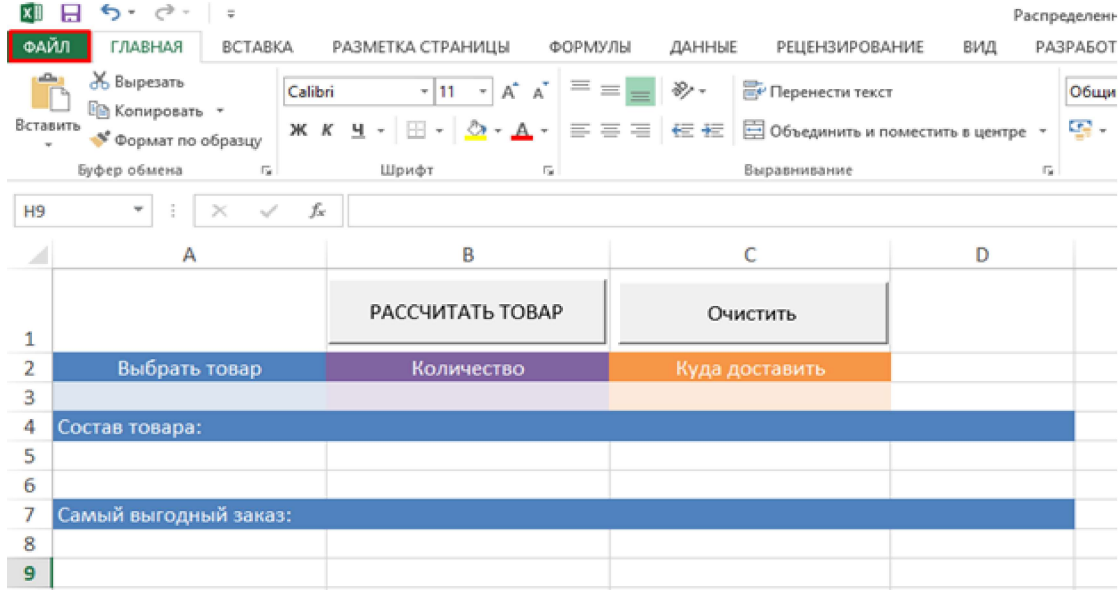 Распределенн
ФАЙЛ ГЛАВНАЯ ВСТАВКА РАЗМЕТКА СТРАНИЦЫ ФОРМУЛЫ ДАННЫЕ РЕЦЕНЗИРОВАНИЕ ВИД РАЗРАБОТ
Вставить
Вырезать
Копировать
Формат по образцу
Буфер обмена
Calibri 11 А А
Ж К Ч А
Шрифт
Перенести текст
Объединить и поместить в центре
Выравнивание
Общи
H9 fx
A B C D
1 РАССЧИТАТЬ ТОВАР Очистить
2 Выбрать товар Количество Куда доставить
3
4 Состав товара:
5
6
7 Самый выгодный заказ:
8
9